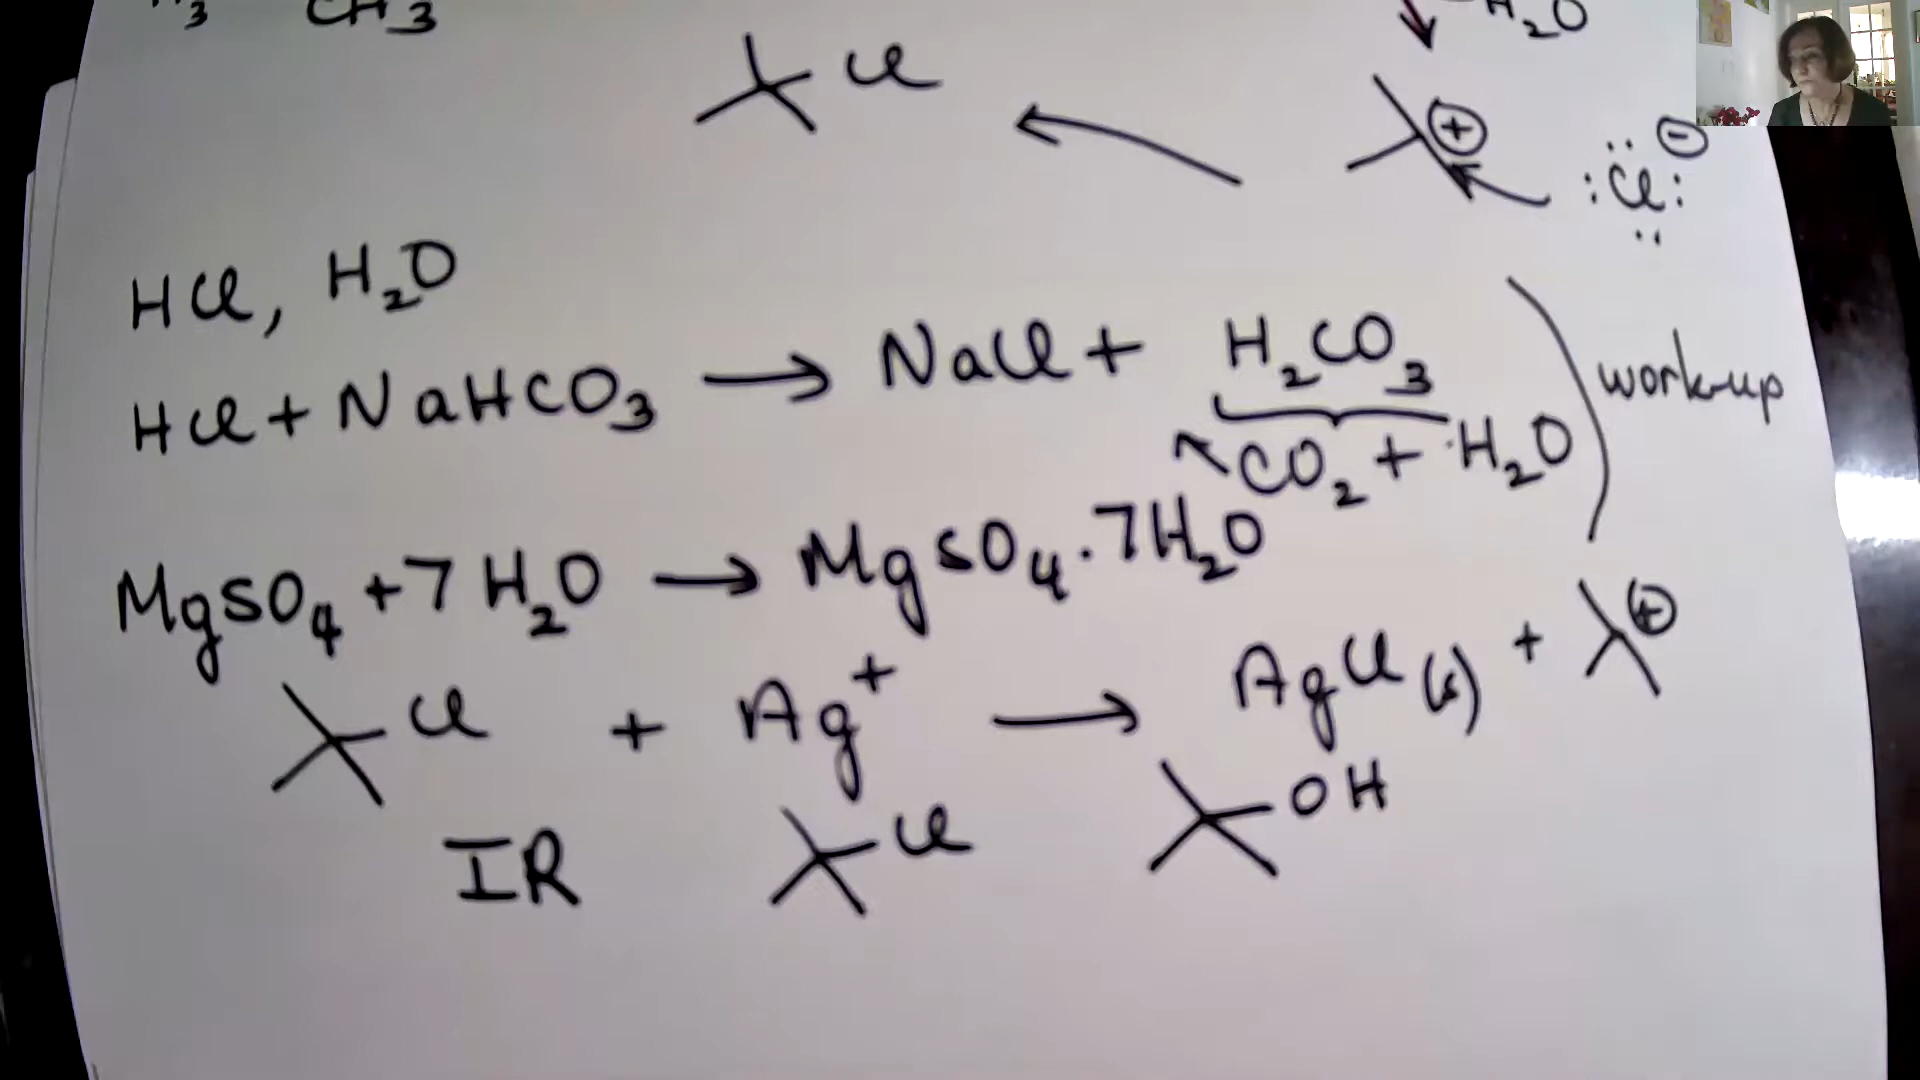 CH3
H2O
Cl
+
:Cl: -
HCl, H2O
HCl + NaHCO3 → NaCl + H2CO3
CO2 + H2O
work-up
MgSO4 + 7 H2O → MgSO4 · 7H2O
Cl + Ag+ → AgCl (s) + +
IR Cl OH